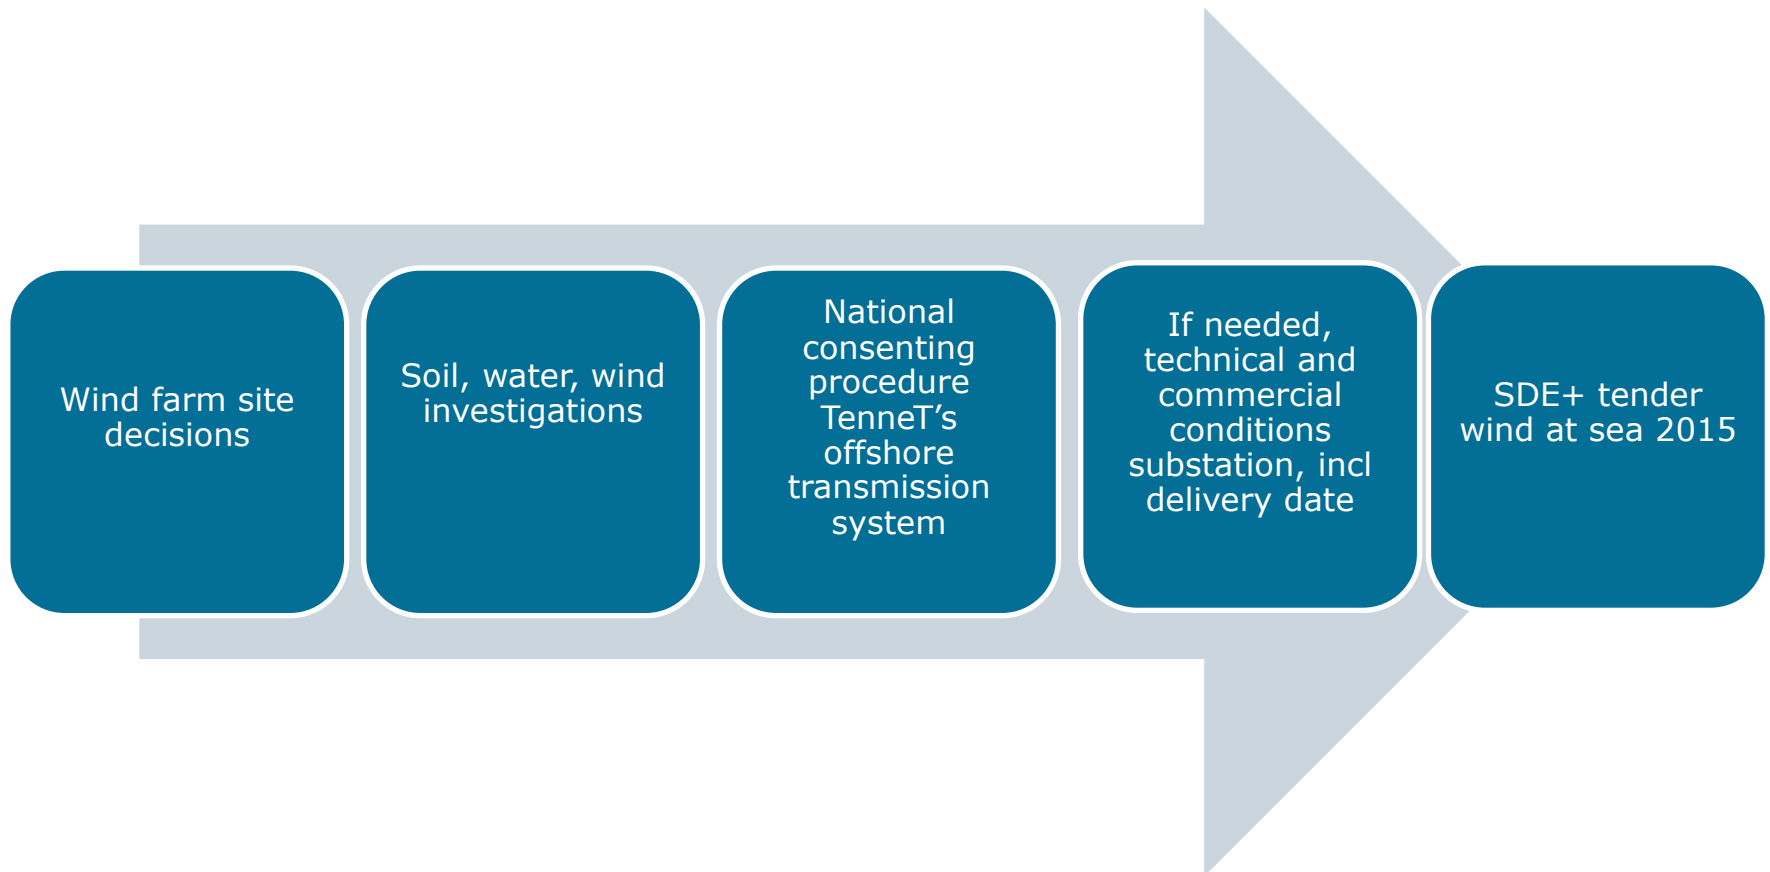 Wind farm site
decisions
Soil, water, wind
investigations
National
consenting
procedure
TenneT’s
offshore
transmission
system
If needed,
technical and
commercial
conditions
substation, incl
delivery date
SDE+ tender
wind at sea 2015